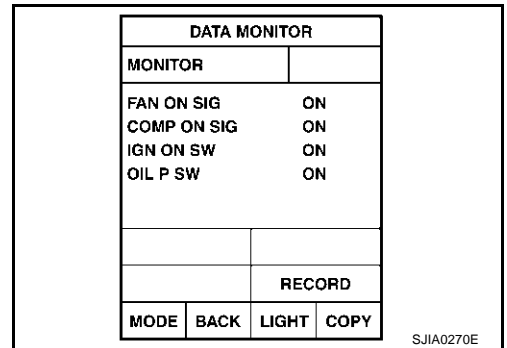 DATA MONITOR
MONITOR
FAN ON SIG ON
COMP ON SIG ON
IGN ON SW ON
OIL P SW ON
RECORD
MODE BACK LIGHT COPY
SJIA0270E